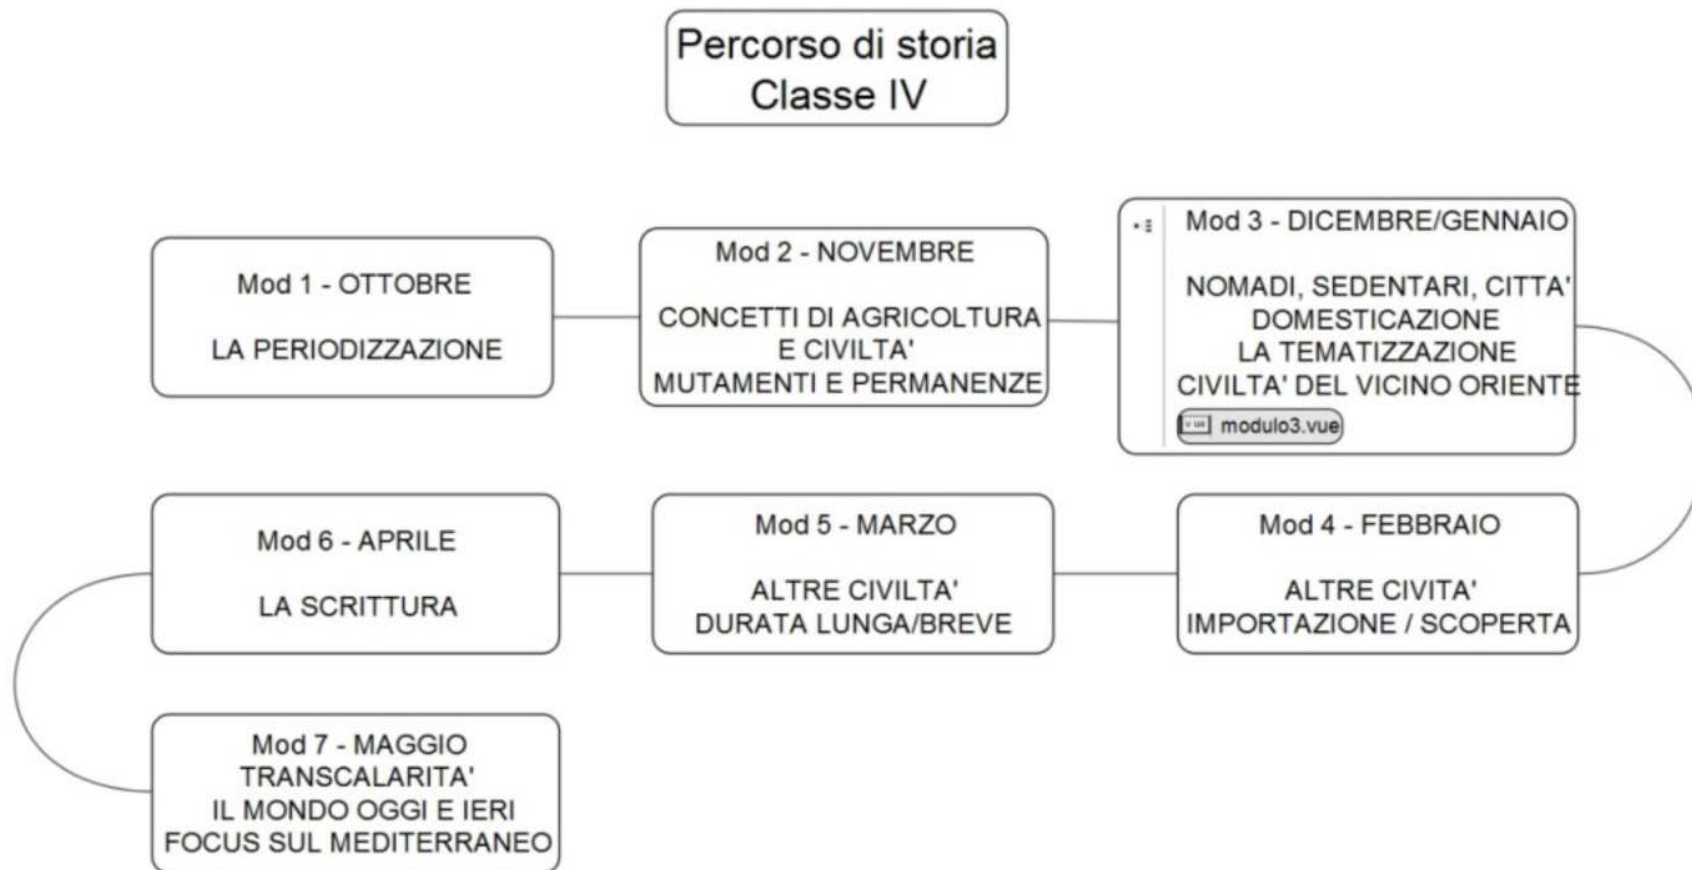 Percorso di storia
Classe IV
Mod 1 - OTTOBRE
LA PERIODIZZAZIONE
Mod 2 - NOVEMBRE
CONCETTI DI AGRICOLTURA
E CIVILTA'
MUTAMENTI E PERMANENZE
Mod 3 - DICEMBRE/GENNAIO
NOMADI, SEDENTARI, CITTA'
DOMESTICAZIONE
LA TEMATIZZAZIONE
CIVILTA' DEL VICINO ORIENTE
modulo3.vue
Mod 4 - FEBBRAIO
ALTRE CIVITA'
IMPORTAZIONE / SCOPERTA
Mod 5 - MARZO
ALTRE CIVILTA'
DURATA LUNGA/BREVE
Mod 6 - APRILE
LA SCRITTURA
Mod 7 - MAGGIO
TRANSCALARITA'
IL MONDO OGGI E IERI
FOCUS SUL MEDITERRANEO